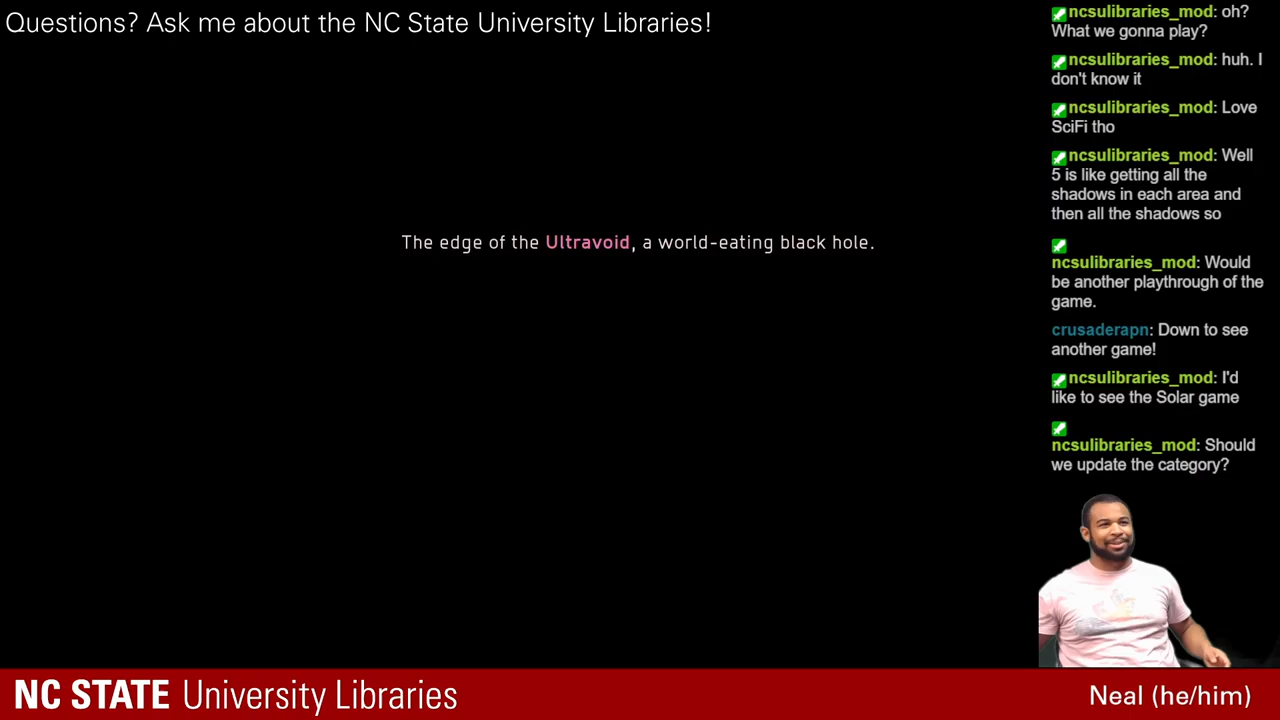 Questions? Ask me about the NC State University Libraries!
The edge of the Ultravoid, a world-eating black hole.
ncsulibraries_mod: oh?
What we gonna play?
ncsulibraries_mod: huh. I
don't know it
ncsulibraries_mod: Love
SciFi tho
ncsulibraries_mod: Well
5 is like getting all the
shadows in each area and
then all the shadows so
ncsulibraries_mod: Would
be another playthrough of the
game.
crusaderapn: Down to see
another game!
ncsulibraries_mod: I'd
like to see the Solar game
ncsulibraries_mod: Should
we update the category?
NC STATE University Libraries
Neal (he/him)